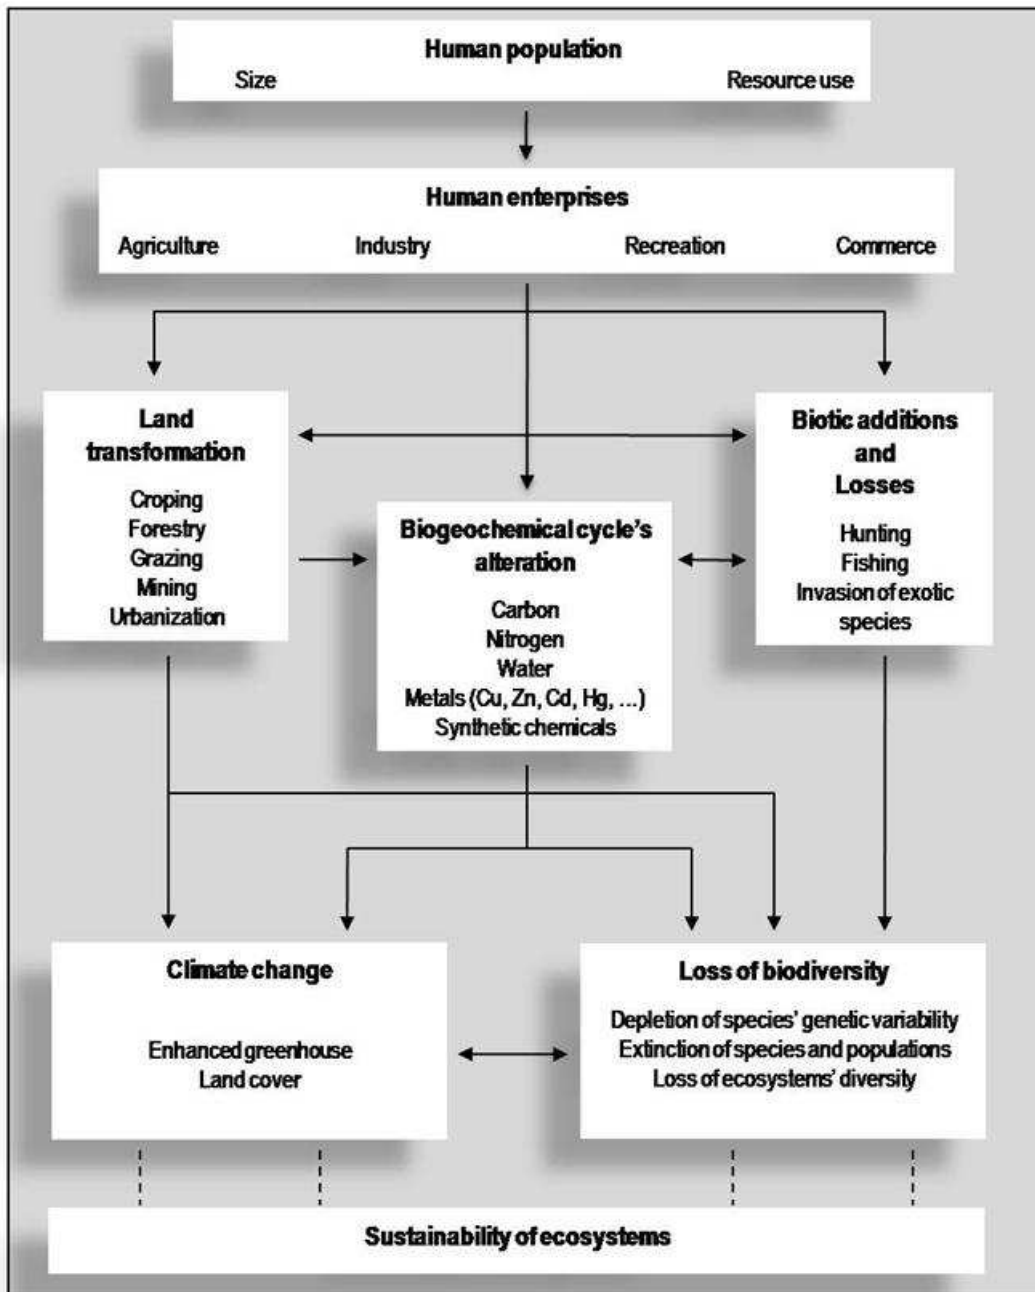 Human population
Size Resource use
Human enterprises
Agriculture Industry Recreation Commerce
Land
transformation
Croping
Forestry
Grazing
Mining
Urbanization
Biogeochemical cycle's
alteration
Carbon
Nitrogen
Water
Metals (Cu, Zn, Cd, Hg, ...)
Synthetic chemicals
Biotic additions
and
Losses
Hunting
Fishing
Invasion of exotic
species
Climate change
Enhanced greenhouse
Land cover
Loss of biodiversity
Depletion of species' genetic variability
Extinction of species and populations
Loss of ecosystems' diversity
Sustainability of ecosystems